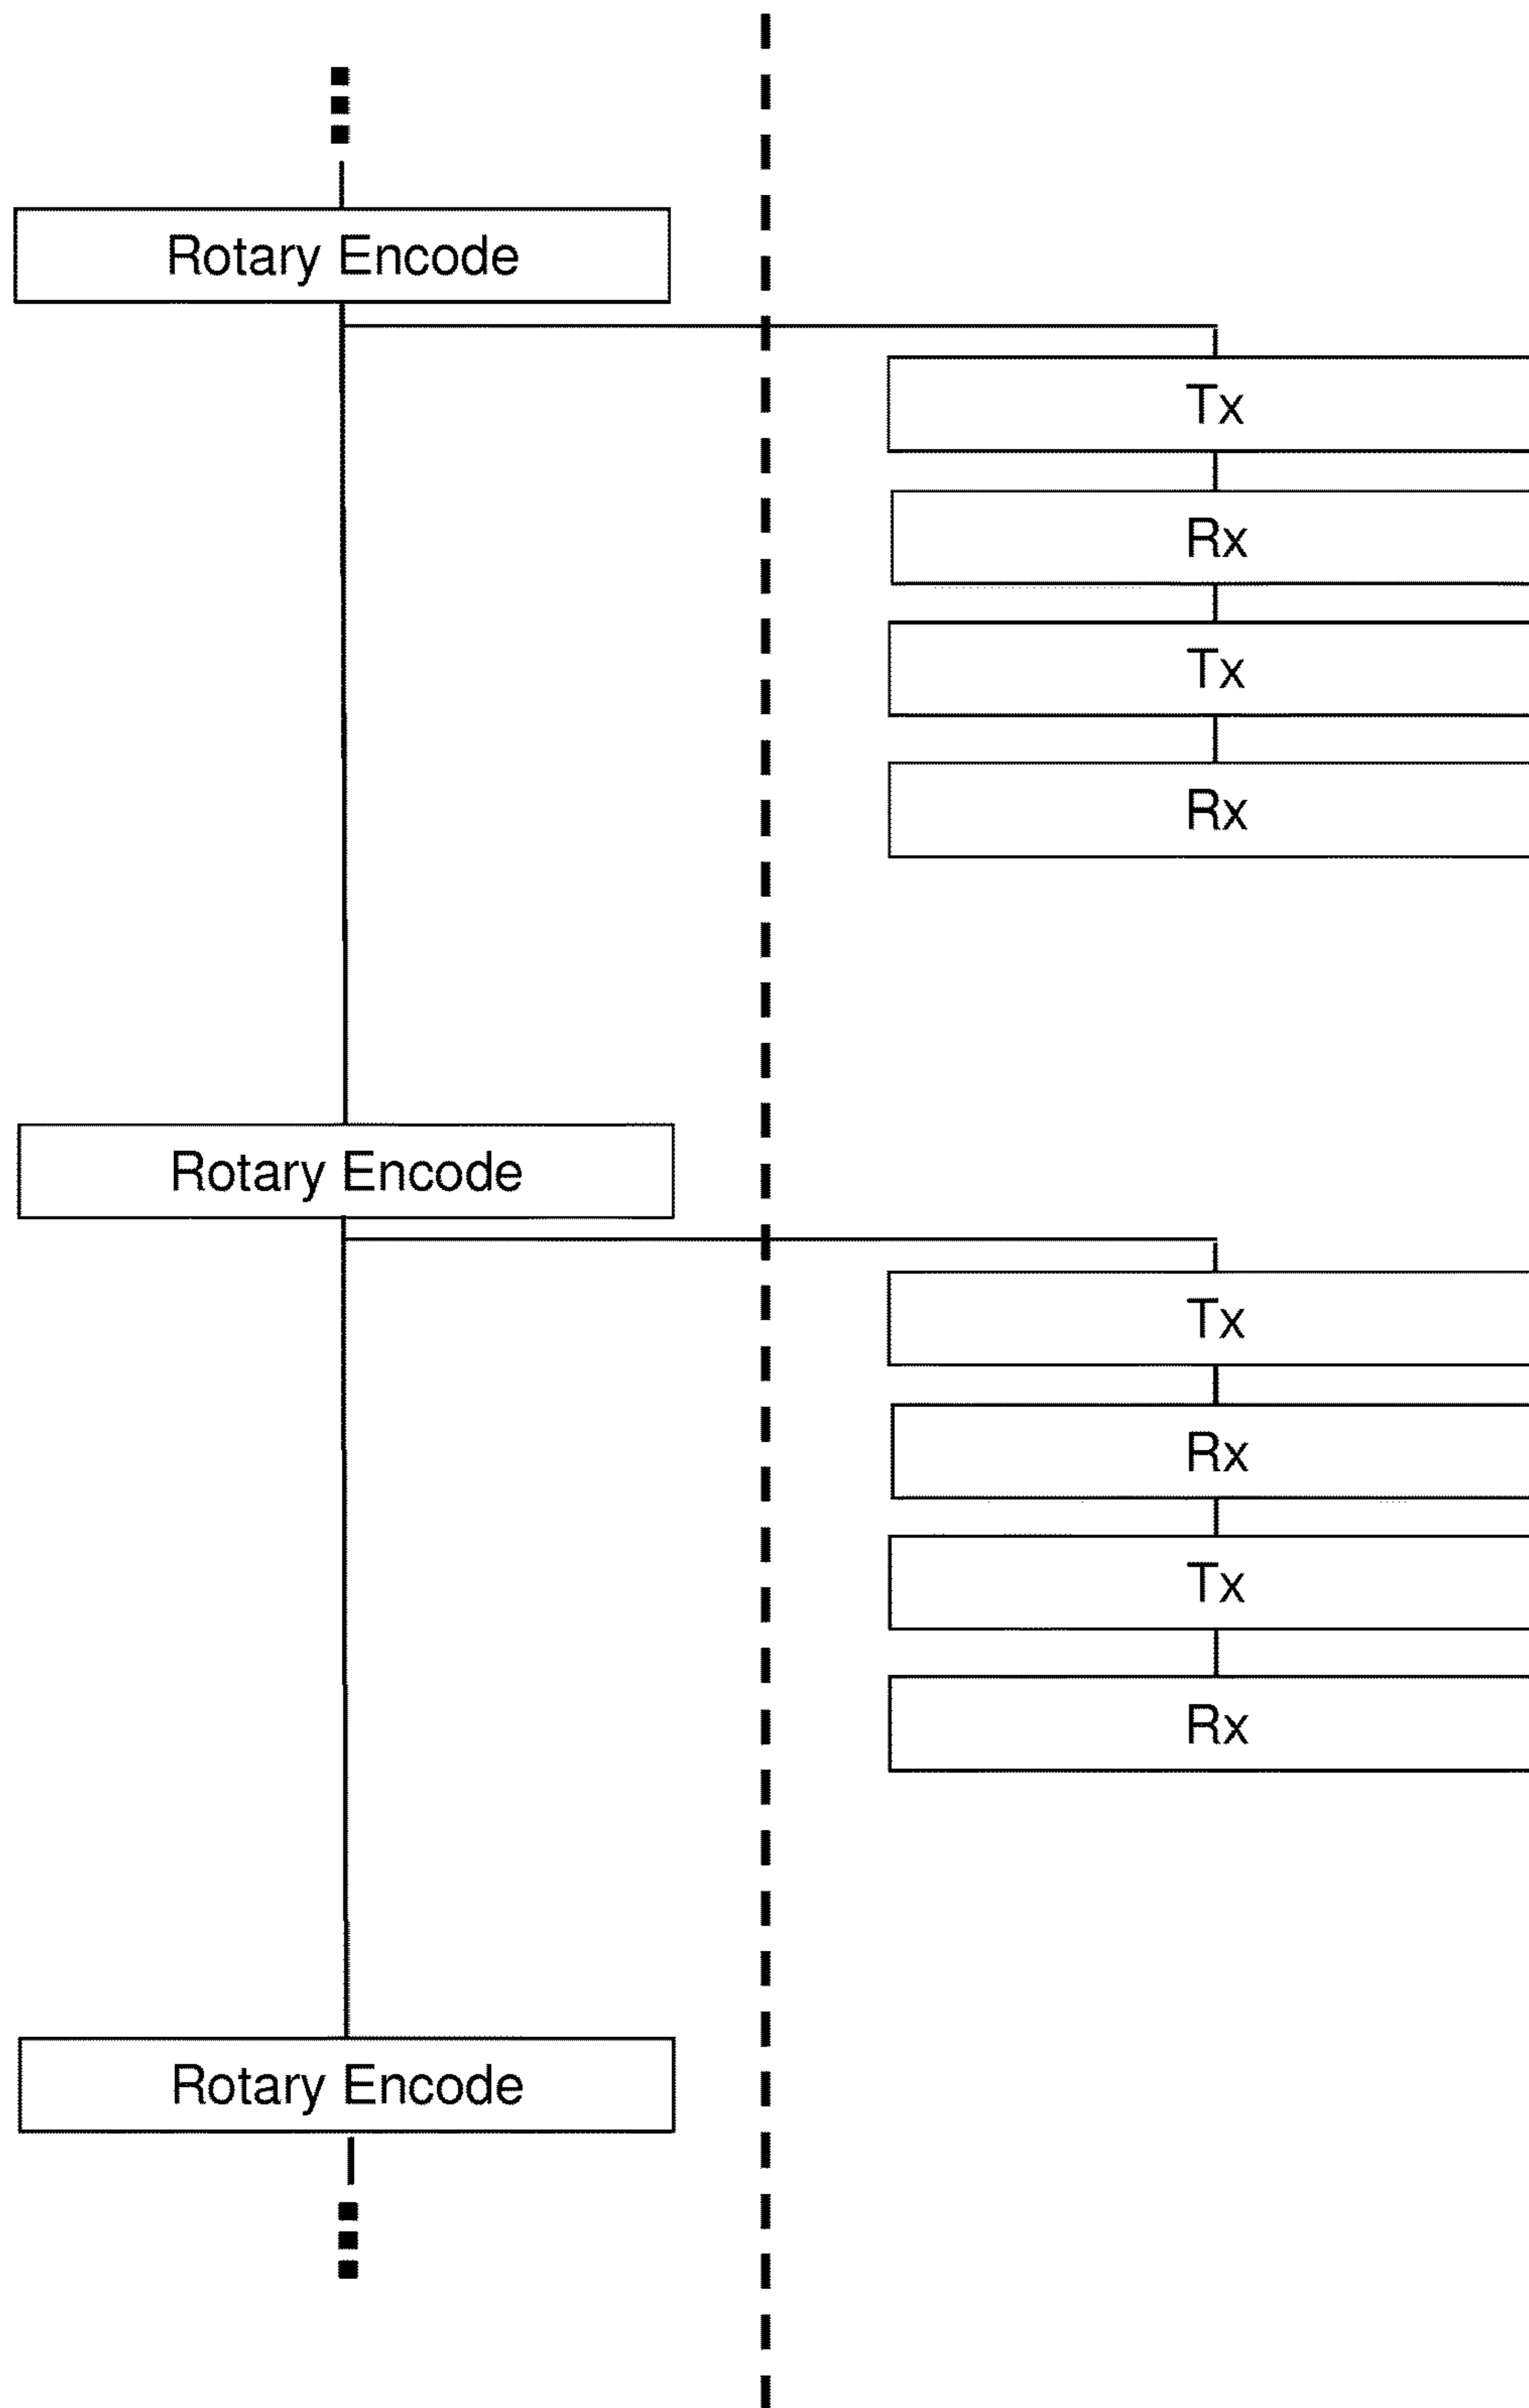 Rotary Encode
Tx
Rx
Tx
Rx
Rotary Encode
Tx
Rx
Tx
Rx
Rotary Encode